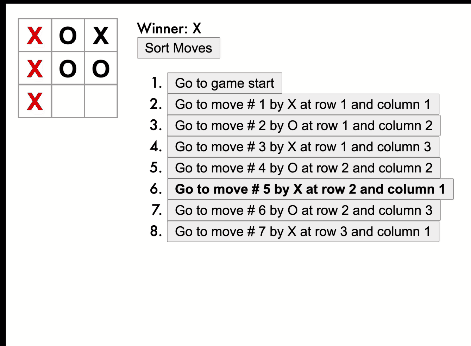 X O X
X O O
X
Winner: X
Sort Moves
1. Go to game start
2. Go to move # 1 by X at row 1 and column 1
3. Go to move # 2 by O at row 1 and column 2
4. Go to move # 3 by X at row 1 and column 3
5. Go to move # 4 by O at row 2 and column 2
6. Go to move # 5 by X at row 2 and column 1
7. Go to move # 6 by O at row 2 and column 3
8. Go to move # 7 by X at row 3 and column 1